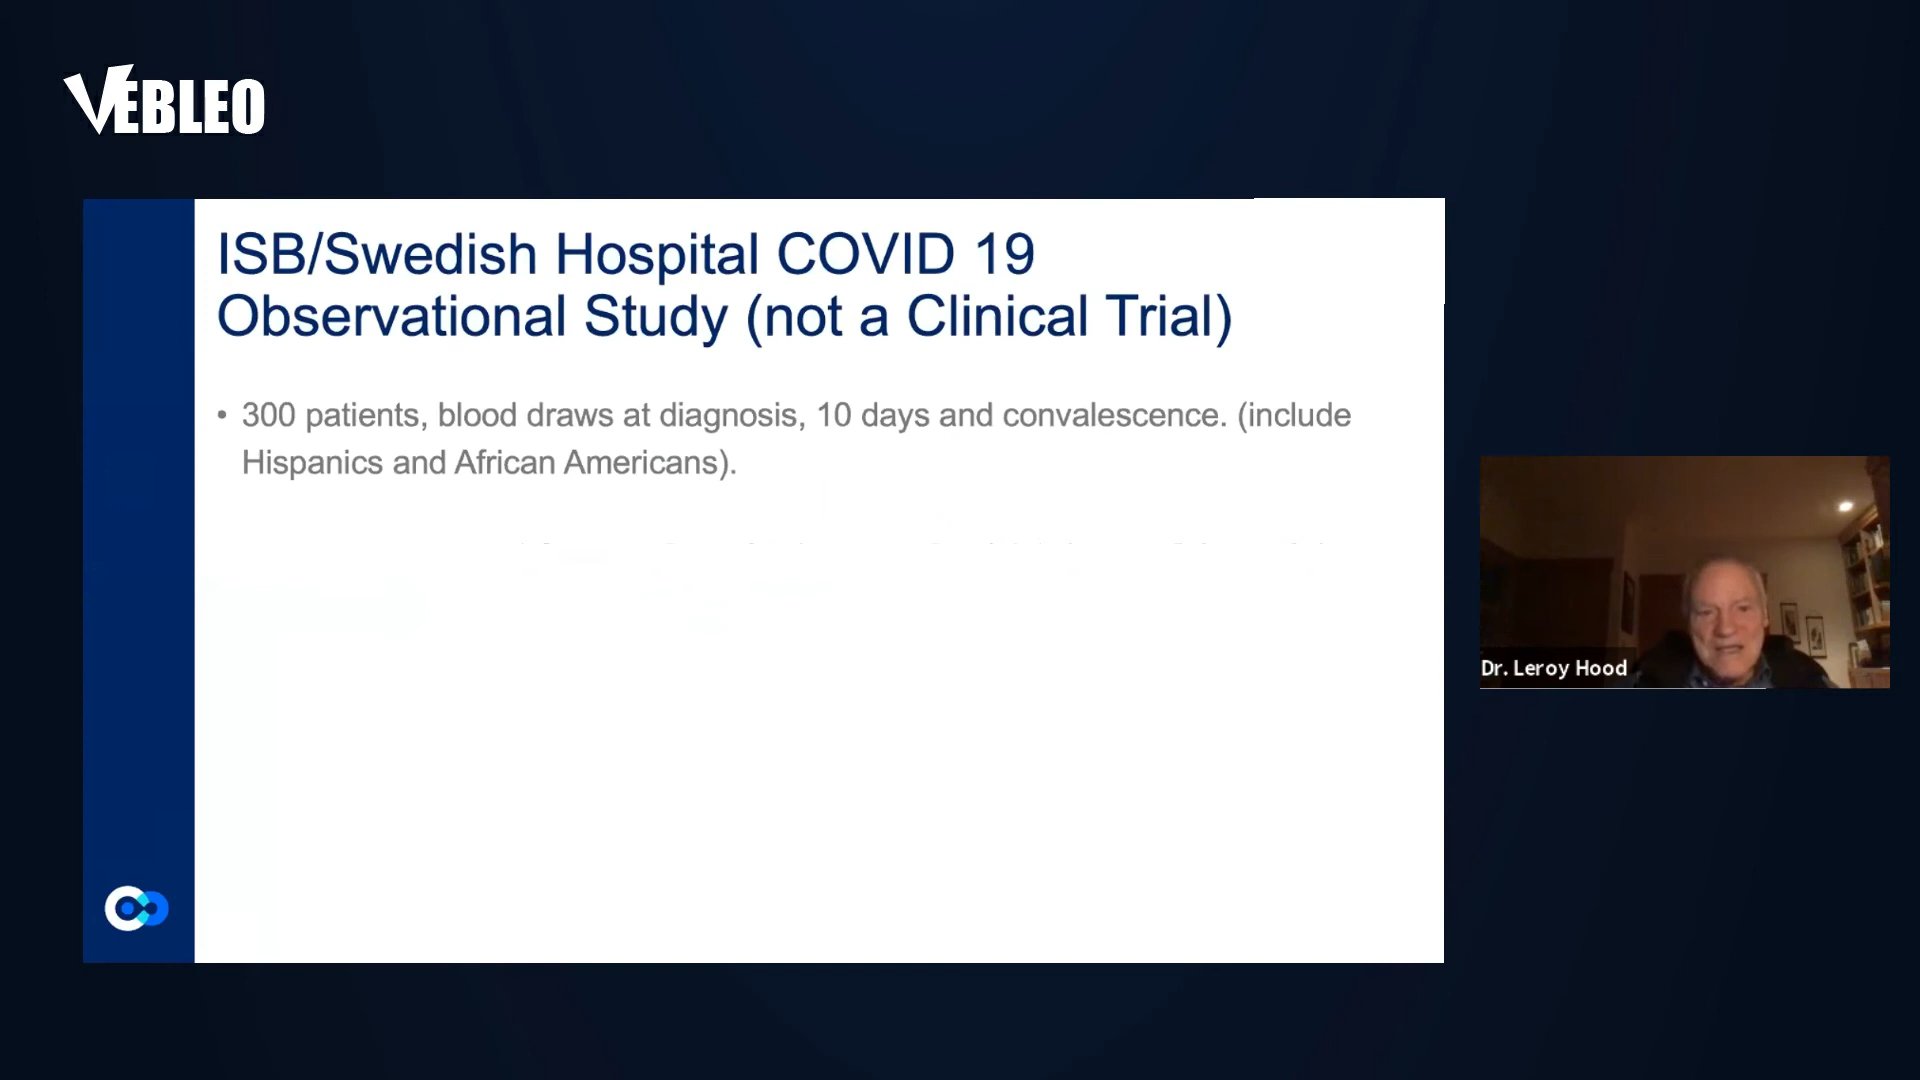 VEBLEO
ISB/Swedish Hospital COVID 19
Observational Study (not a Clinical Trial)
• 300 patients, blood draws at diagnosis, 10 days and convalescence. (include
Hispanics and African Americans).
Dr. Leroy Hood